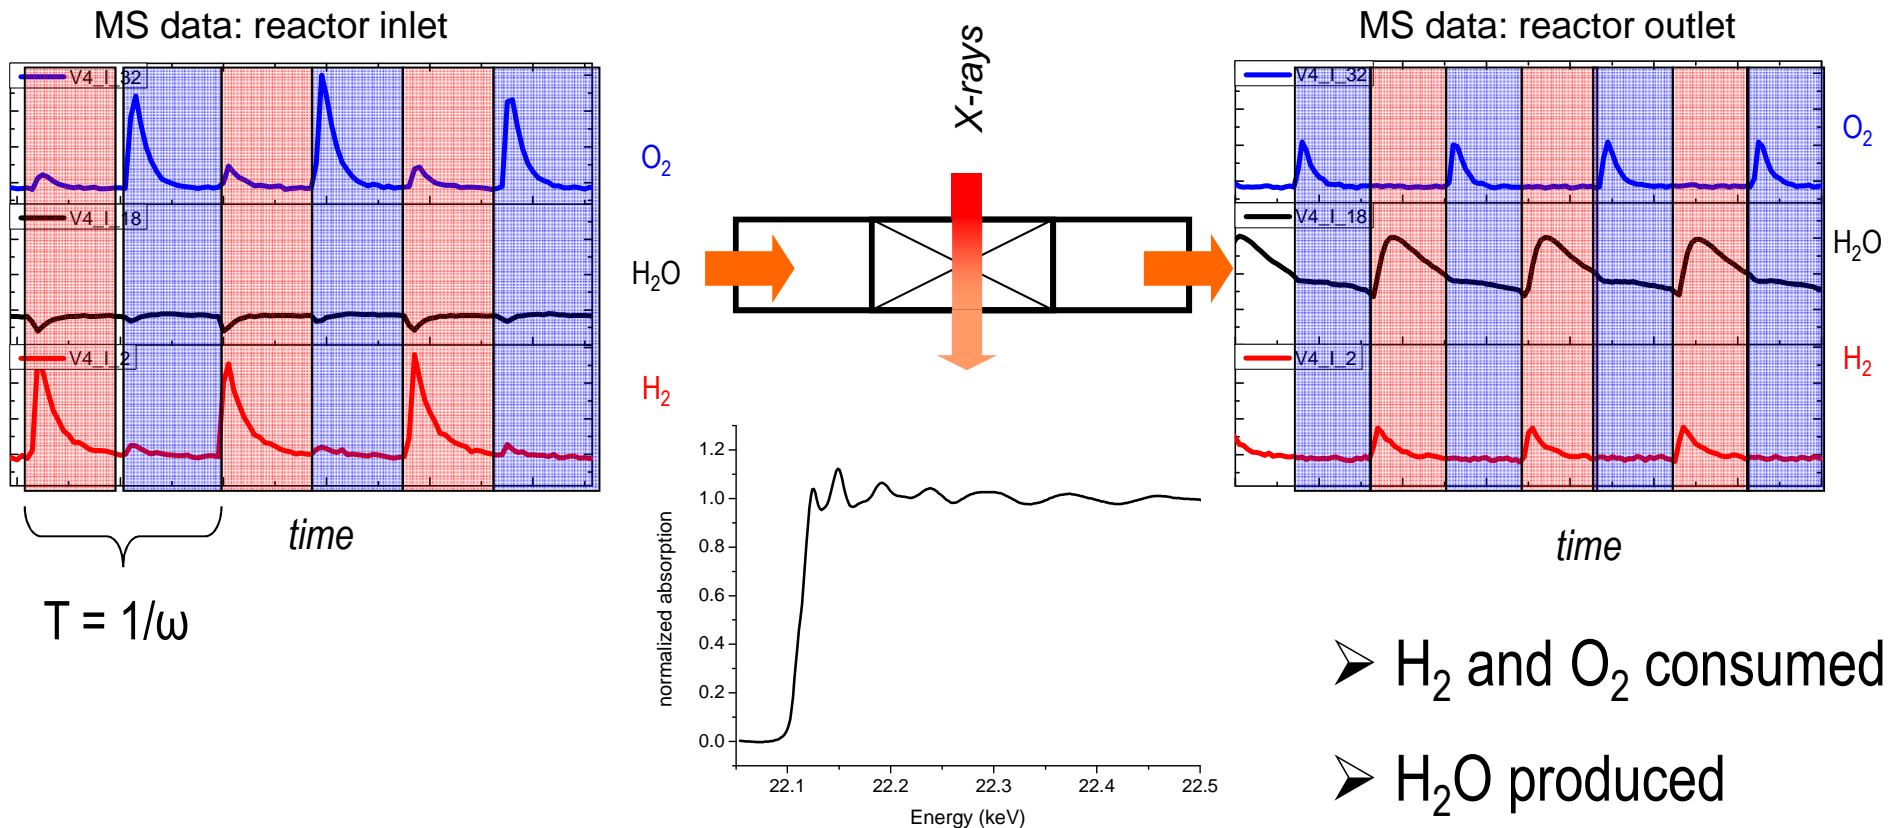 MS data: reactor inlet
V4_I_32
V4_I_18
V4_I_2
time
T = 1/ω
O₂
H₂O
H₂
X-rays
normalized absorption
1.2
1.0
0.8
0.6
0.4
0.2
0.0
22.1 22.2 22.3 22.4 22.5
Energy (keV)
MS data: reactor outlet
V4_I_32
V4_I_18
V4_I_2
O₂
H₂O
H₂
time
➢ H₂ and O₂ consumed
➢ H₂O produced